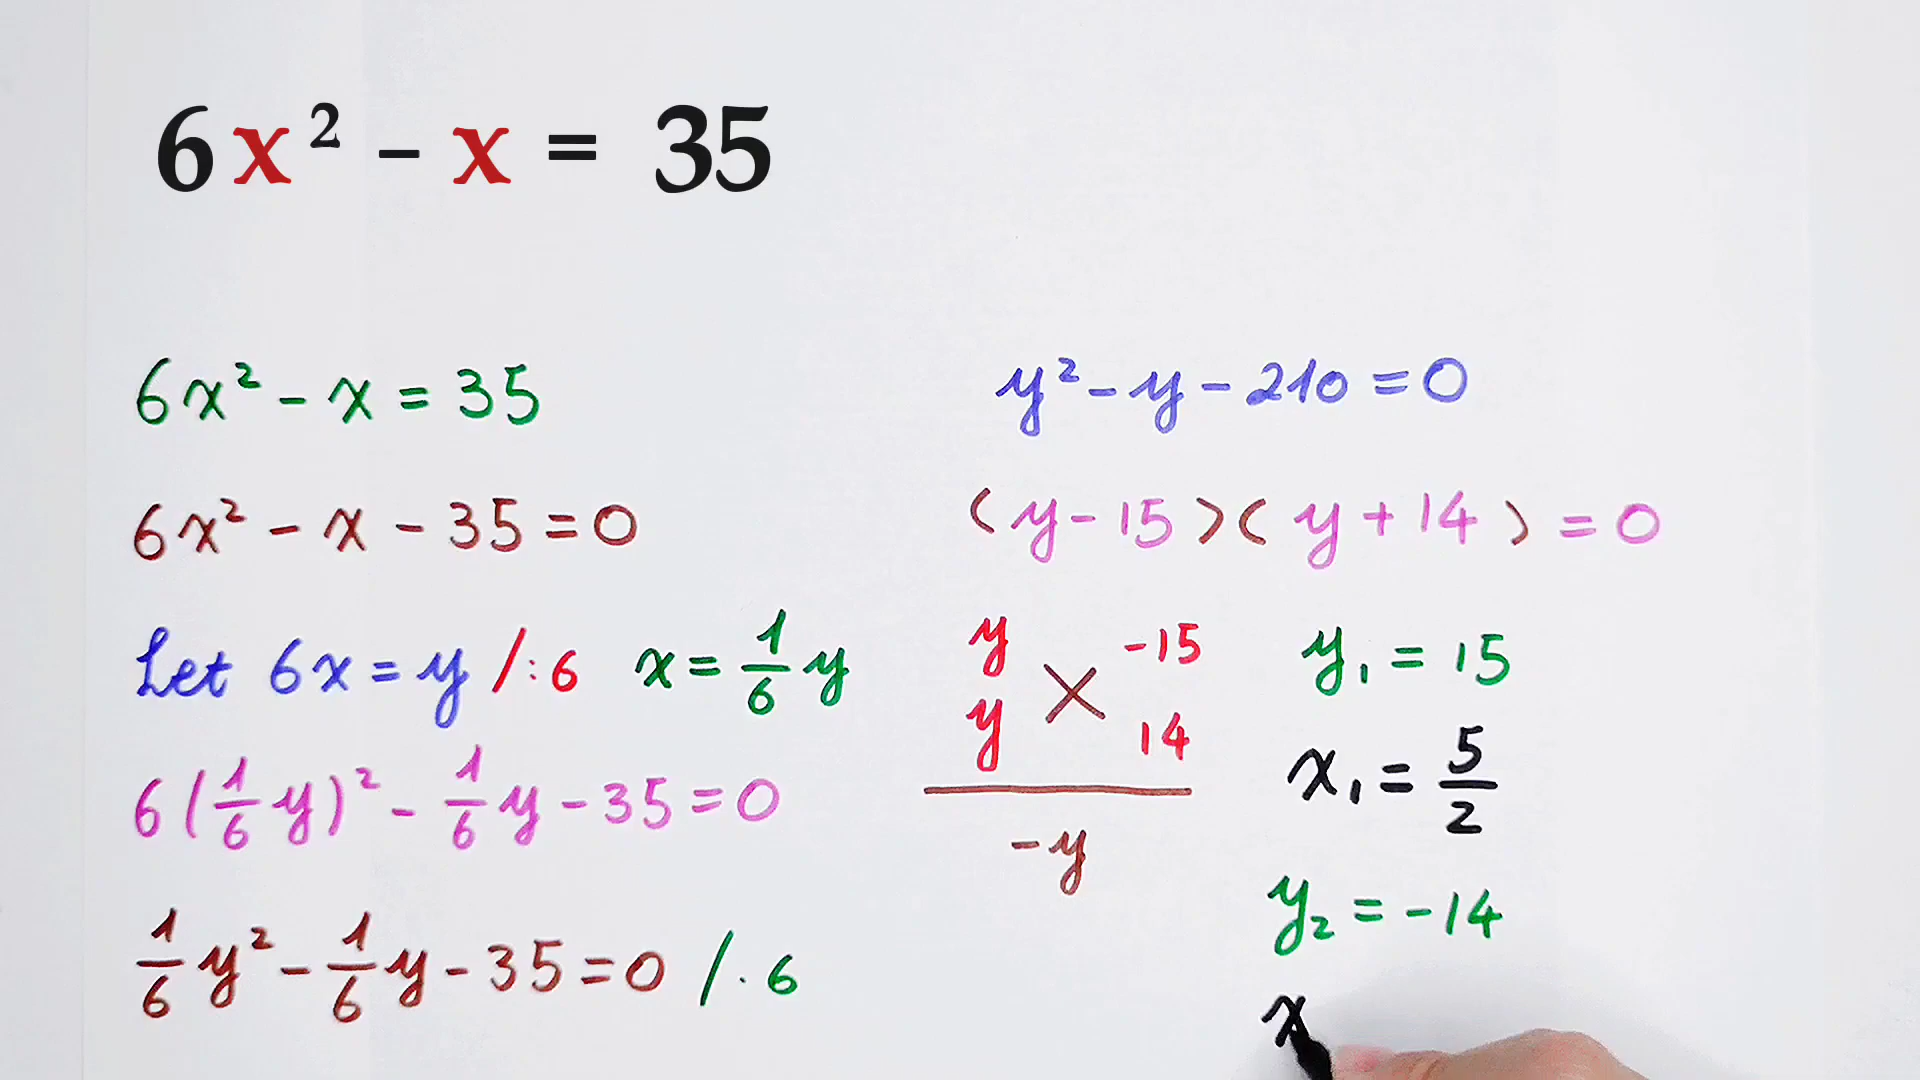 6x² - x = 35
6x² - x = 35
6x² - x - 35 = 0
Let 6x = y /:6 x = 1/6 y
6(1/6 y)² - 1/6 y - 35 = 0
1/6 y² - 1/6 y - 35 = 0 /·6
y² - y - 210 = 0
(y - 15)(y + 14) = 0
y -15
y 14
-y
y₁ = 15
x₁ = 5/2
y₂ = -14
x